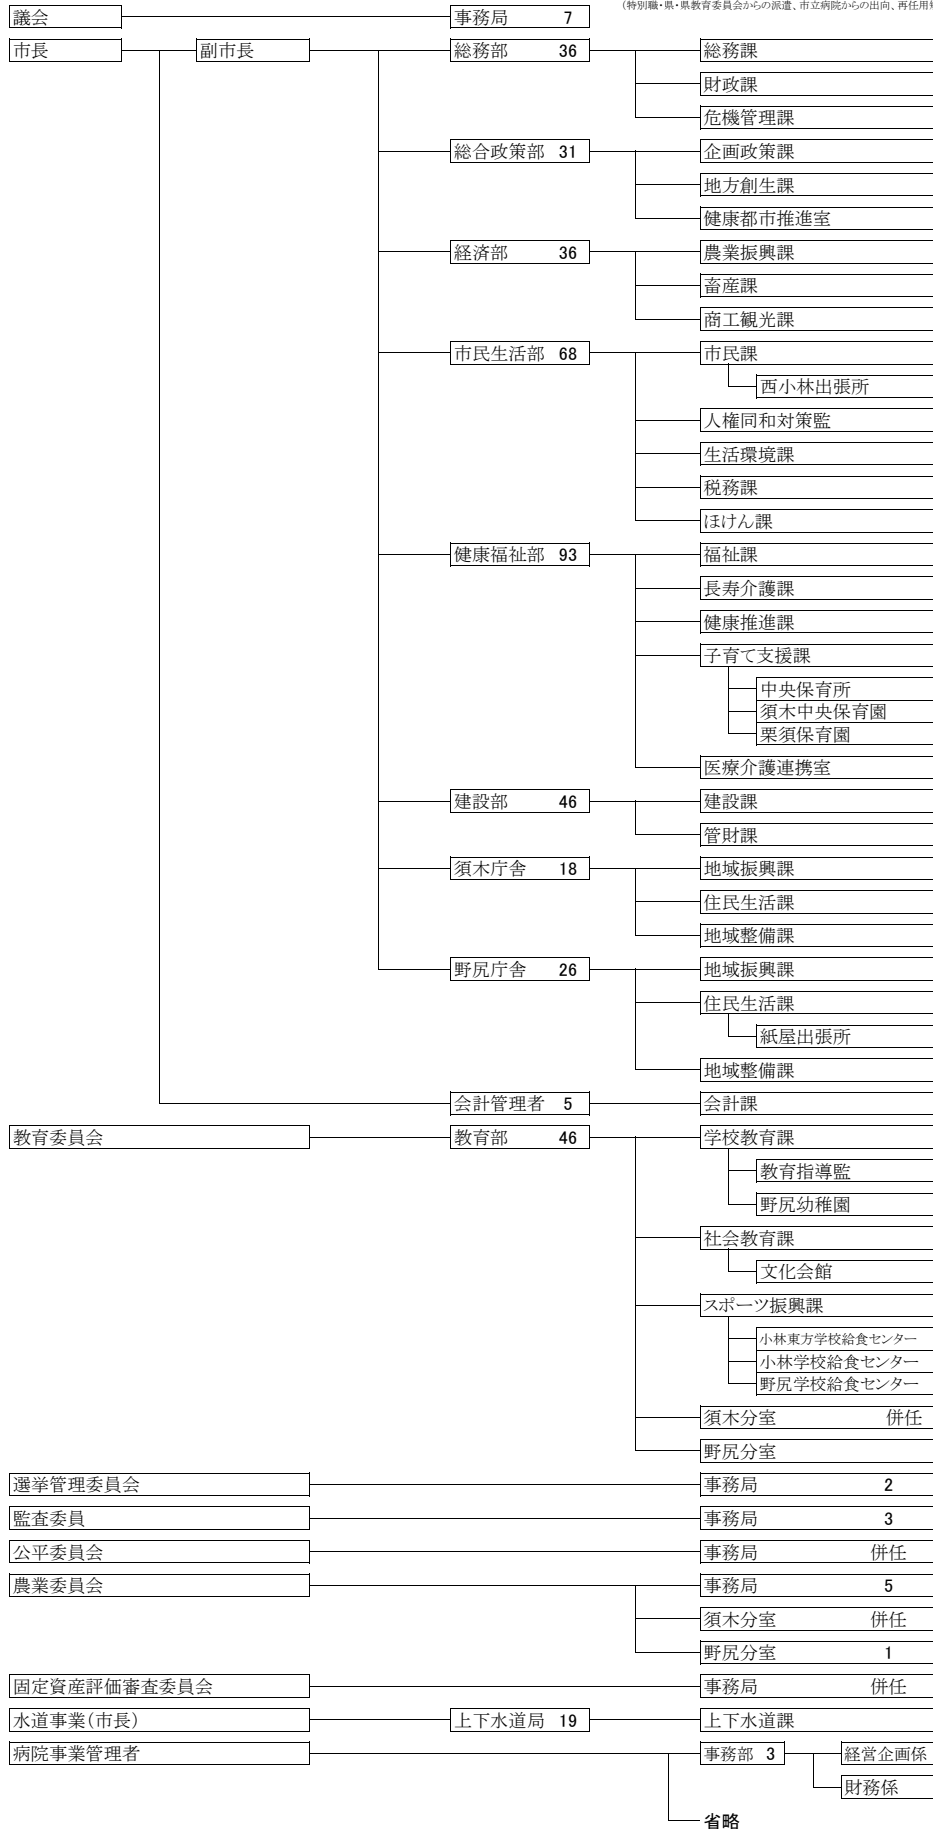 (特別職・県・県教育委員会からの派遣、市立病院からの出向、再任用
議会 事務局 7
市長 副市長 総務部 36 総務課
財政課
危機管理課
総合政策部 31 企画政策課
地方創生課
健康都市推進室
経済部 36 農業振興課
畜産課
商工観光課
市民生活部 68 市民課
西小林出張所
人権同和対策監
生活環境課
税務課
ほけん課
健康福祉部 93 福祉課
長寿介護課
健康推進課
子育て支援課
中央保育所
須木中央保育園
栗須保育園
医療介護連携室
建設部 46 建設課
管財課
須木庁舎 18 地域振興課
住民生活課
地域整備課
野尻庁舎 26 地域振興課
住民生活課
紙屋出張所
地域整備課
会計管理者 5 会計課
教育委員会 教育部 46 学校教育課
教育指導監
野尻幼稚園
社会教育課
文化会館
スポーツ振興課
小林東方学校給食センター
小林学校給食センター
野尻学校給食センター
須木分室 併任
野尻分室
選挙管理委員会 事務局 2
監査委員 事務局 3
公平委員会 事務局 併任
農業委員会 事務局 5
須木分室 併任
野尻分室 1
固定資産評価審査委員会 事務局 併任
水道事業(市長) 上下水道局 19 上下水道課
病院事業管理者 事務部 3 経営企画係
財務係
省略